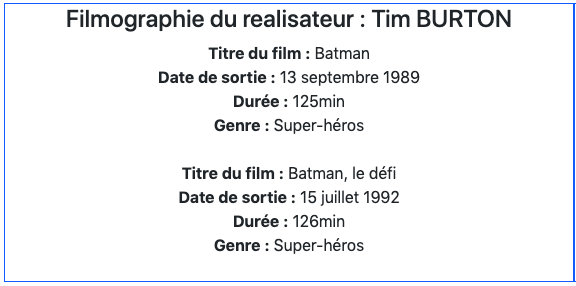 Filmographie du realisateur : Tim BURTON
Titre du film : Batman
Date de sortie : 13 septembre 1989
Durée : 125min
Genre : Super-héros
Titre du film : Batman, le défi
Date de sortie : 15 juillet 1992
Durée : 126min
Genre : Super-héros